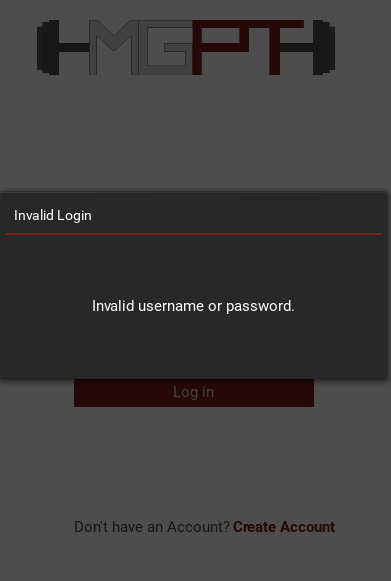 MGPT
Invalid Login
Invalid username or password.
Log in
Don't have an Account? Create Account